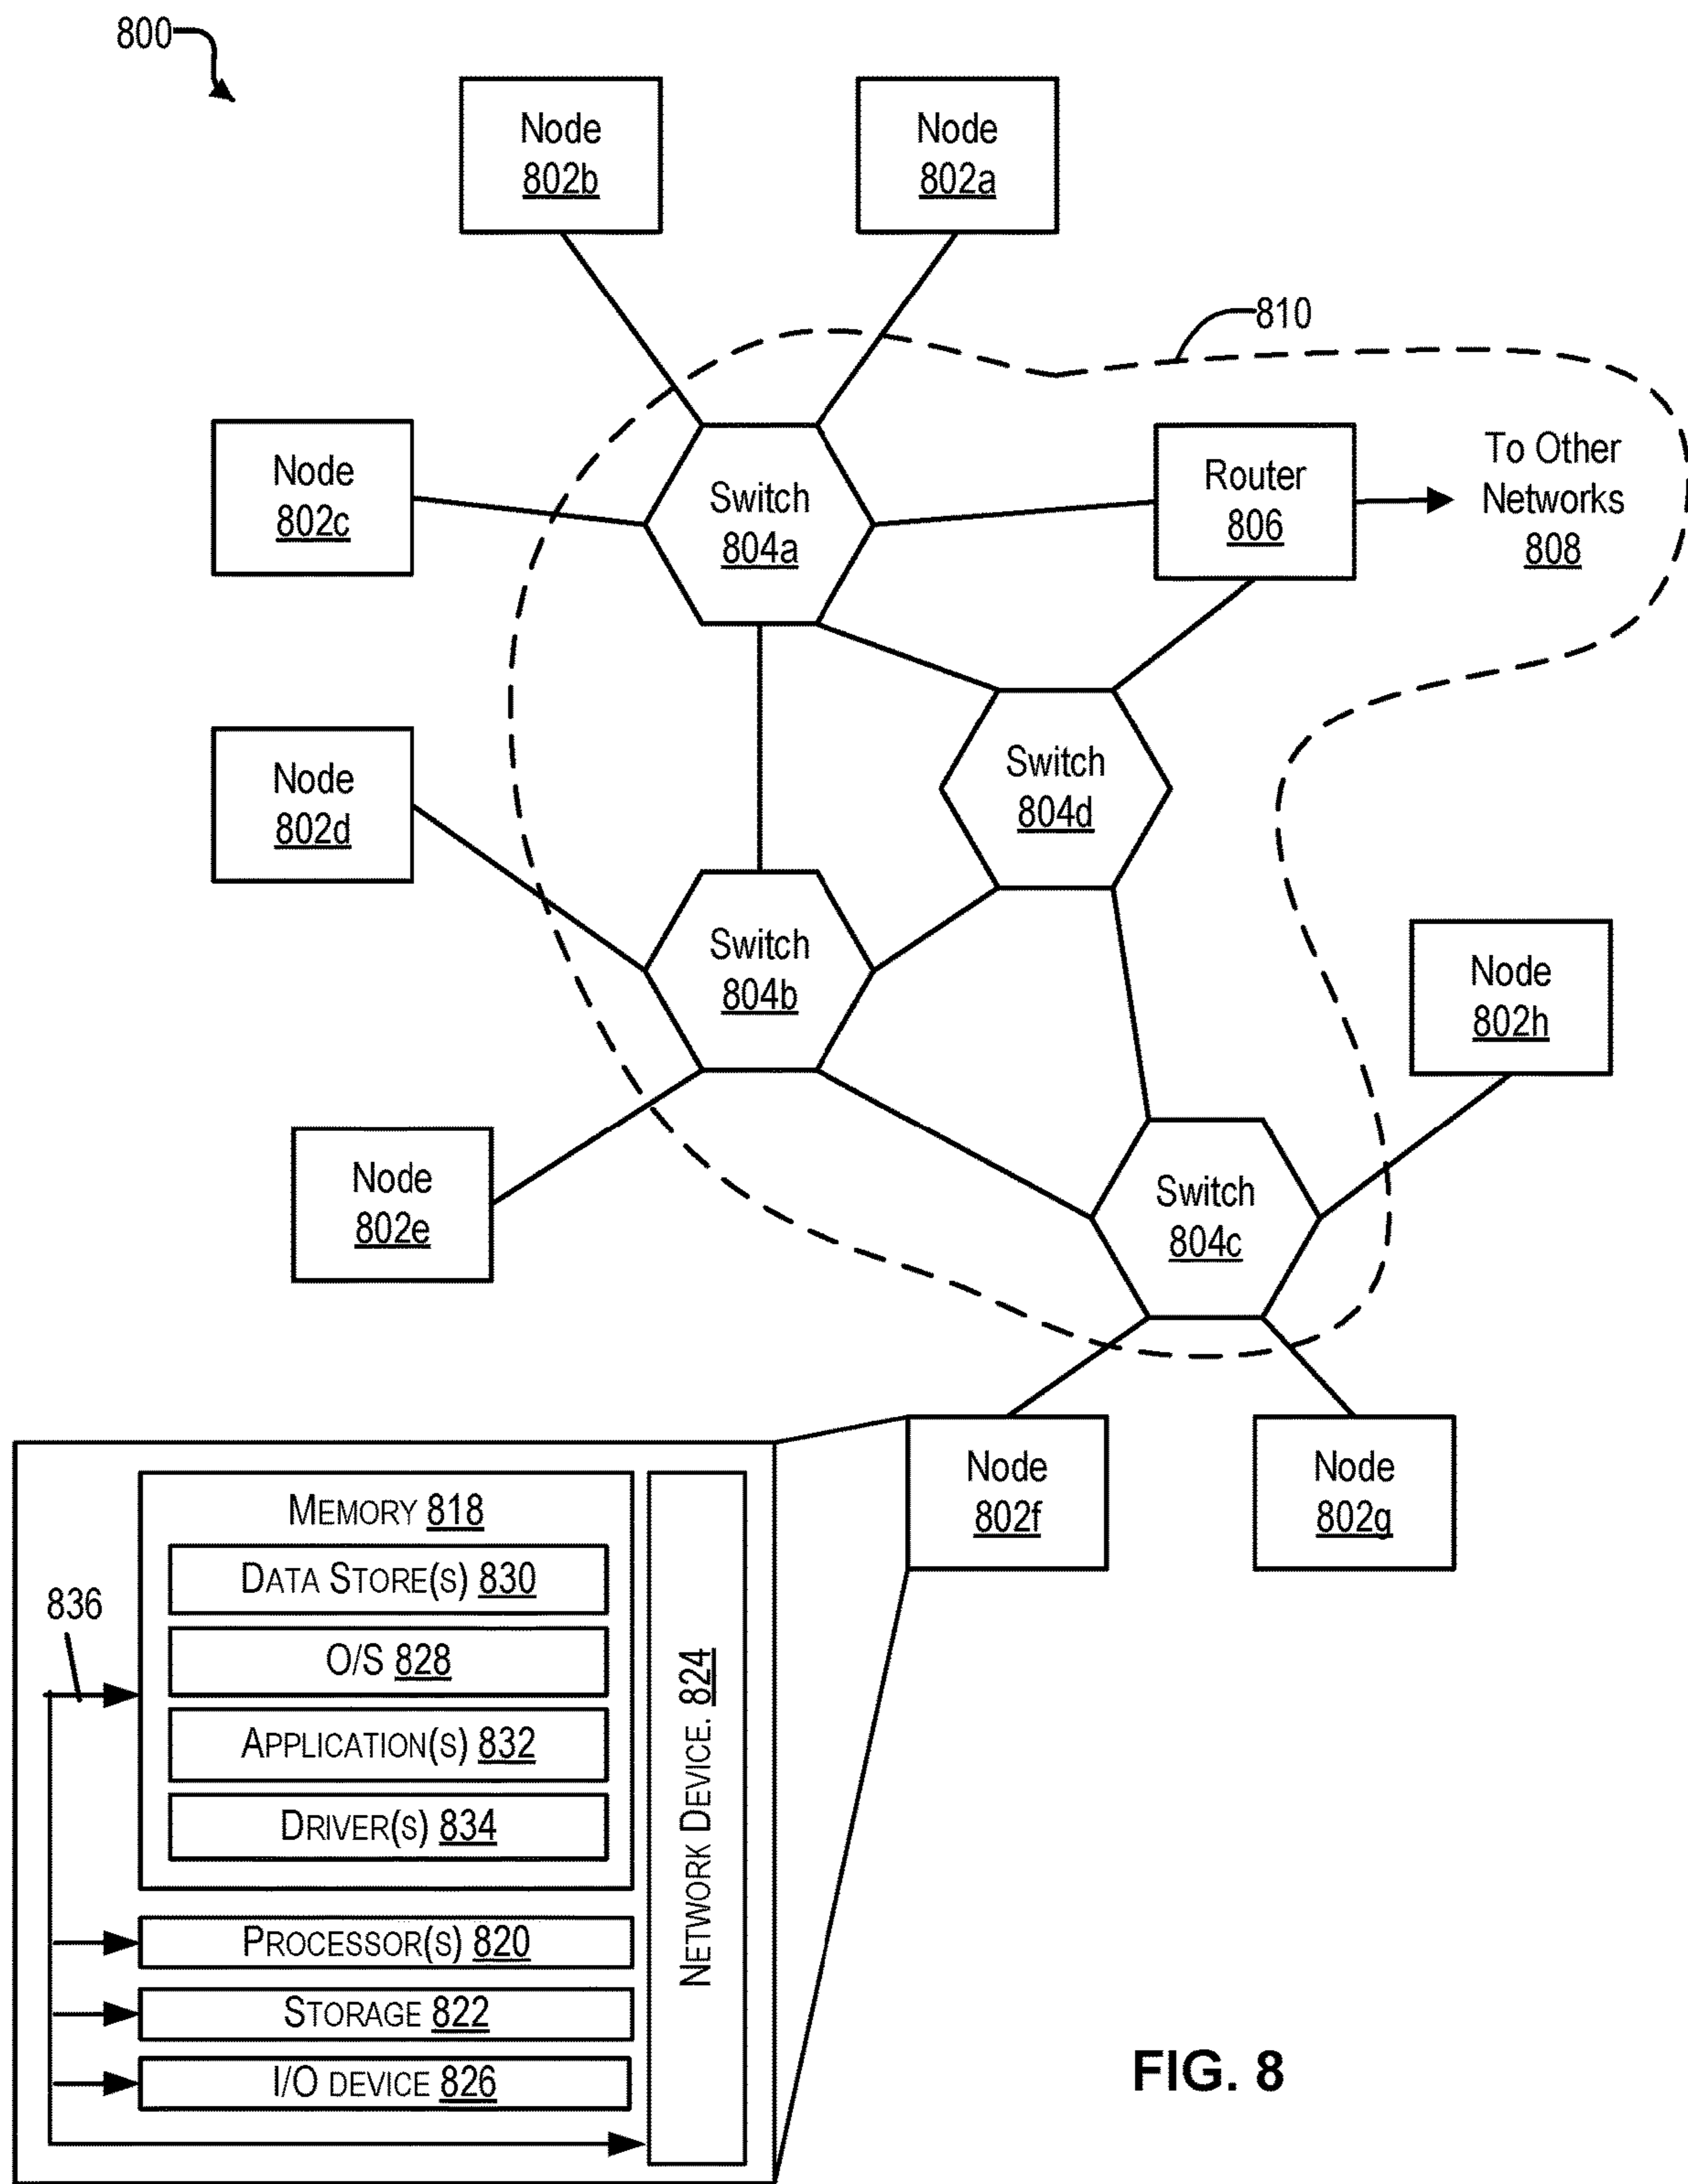 800
Node
802b
Node
802a
810
Node
802c
Switch
804a
Router
806
To Other
Networks
808
Node
802d
Switch
804d
Switch
804b
Node
802h
Node
802e
Switch
804c
Node
802f
Node
802g
MEMORY 818
DATA STORE(S) 830
836
O/S 828
APPLICATION(S) 832
DRIVER(S) 834
NETWORK DEVICE. 824
PROCESSOR(S) 820
STORAGE 822
I/O DEVICE 826
FIG. 8